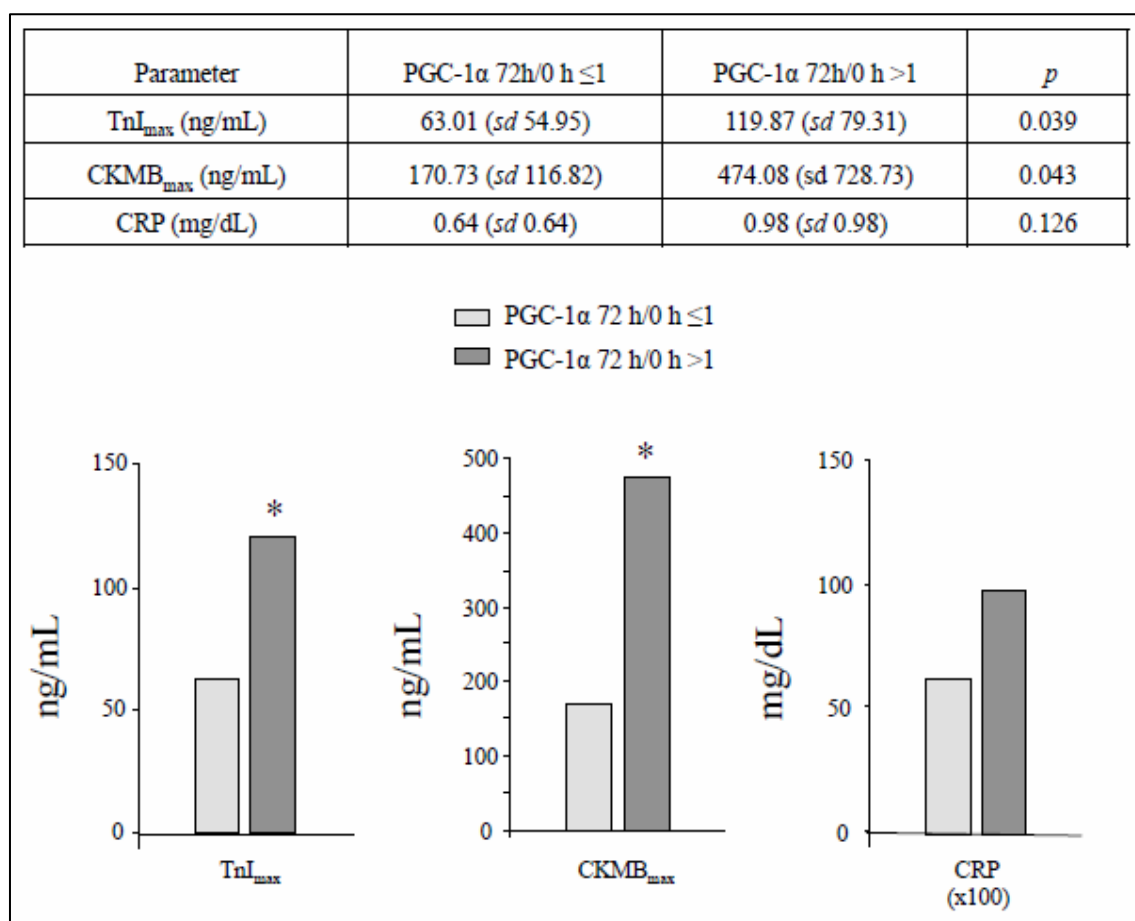 Parameter PGC-1α 72h/0 h ≤1 PGC-1α 72h/0 h >1 p
TnImax (ng/mL) 63.01 (sd 54.95) 119.87 (sd 79.31) 0.039
CKMBmax (ng/mL) 170.73 (sd 116.82) 474.08 (sd 728.73) 0.043
CRP (mg/dL) 0.64 (sd 0.64) 0.98 (sd 0.98) 0.126
PGC-1α 72 h/0 h ≤1
PGC-1α 72 h/0 h >1
ng/mL
150
100
50
0
*
TnImax
ng/mL
500
400
300
200
100
0
*
CKMBmax
mg/dL
150
100
50
0
CRP
(x100)